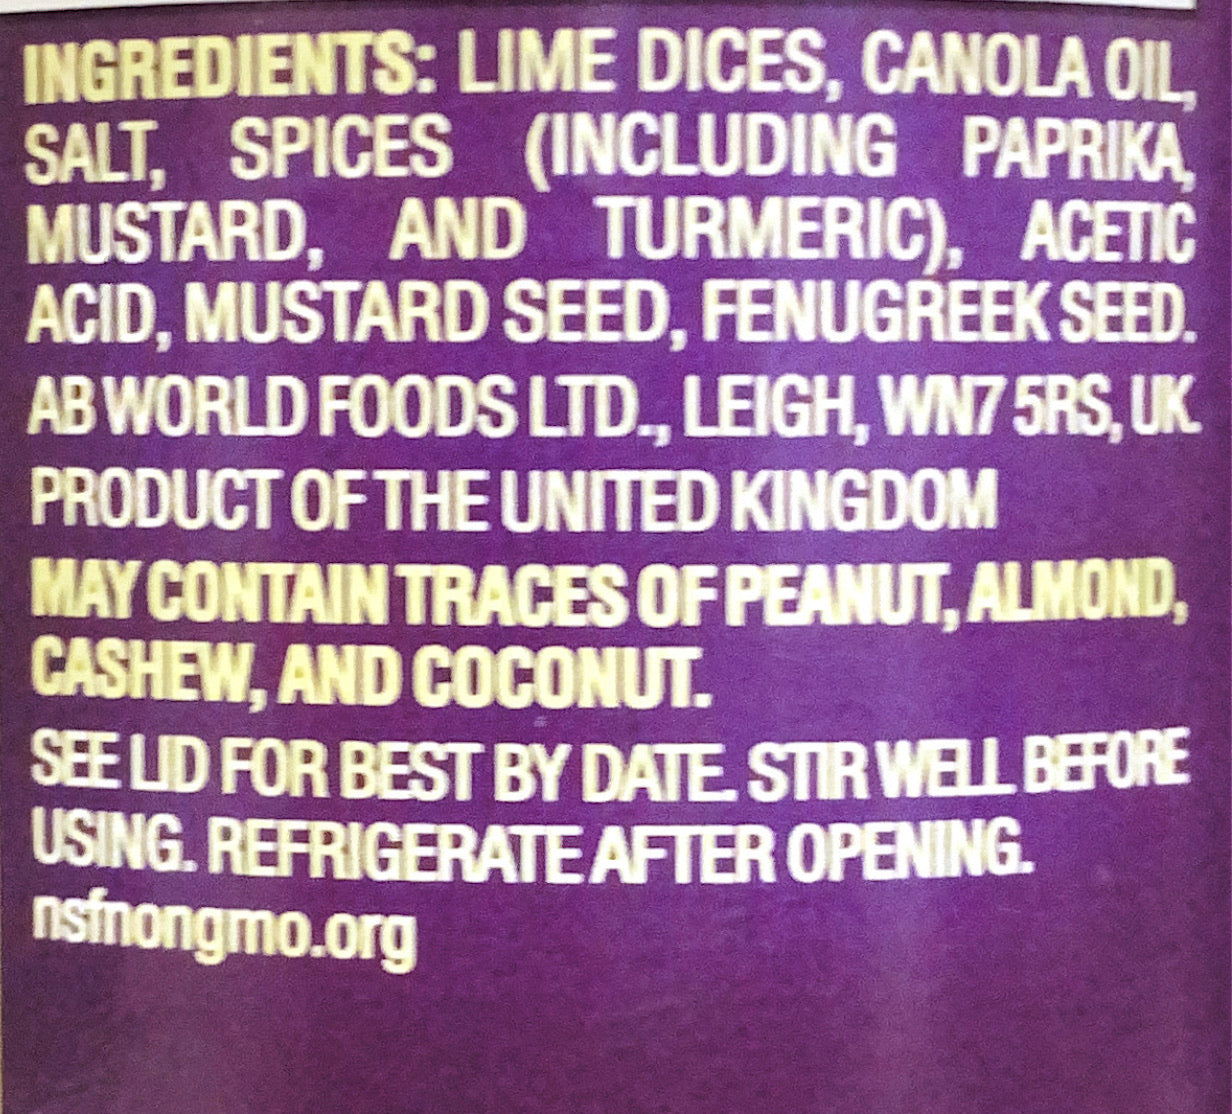 INGREDIENTS: LIME DICES, CANOLA OIL,
SALT, SPICES (INCLUDING PAPRIKA,
MUSTARD, AND TURMERIC), ACETIC
ACID, MUSTARD SEED, FENUGREEK SEED.
AB WORLD FOODS LTD., LEIGH, WN7 5RS, UK
PRODUCT OF THE UNITED KINGDOM
MAY CONTAIN TRACES OF PEANUT, ALMOND,
CASHEW, AND COCONUT.
SEE LID FOR BEST BY DATE. STIR WELL BEFORE
USING. REFRIGERATE AFTER OPENING.
nsfnongmo.org